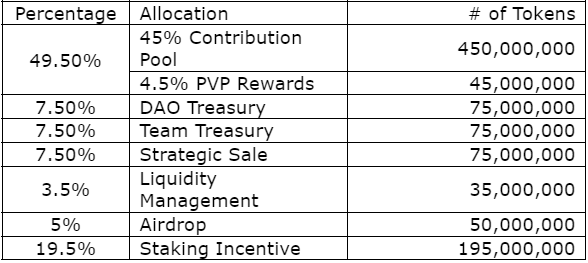 Percentage Allocation # of Tokens
49.50% 45% Contribution Pool 450,000,000
4.5% PVP Rewards 45,000,000
7.50% DAO Treasury 75,000,000
7.50% Team Treasury 75,000,000
7.50% Strategic Sale 75,000,000
3.5% Liquidity Management 35,000,000
5% Airdrop 50,000,000
19.5% Staking Incentive 195,000,000